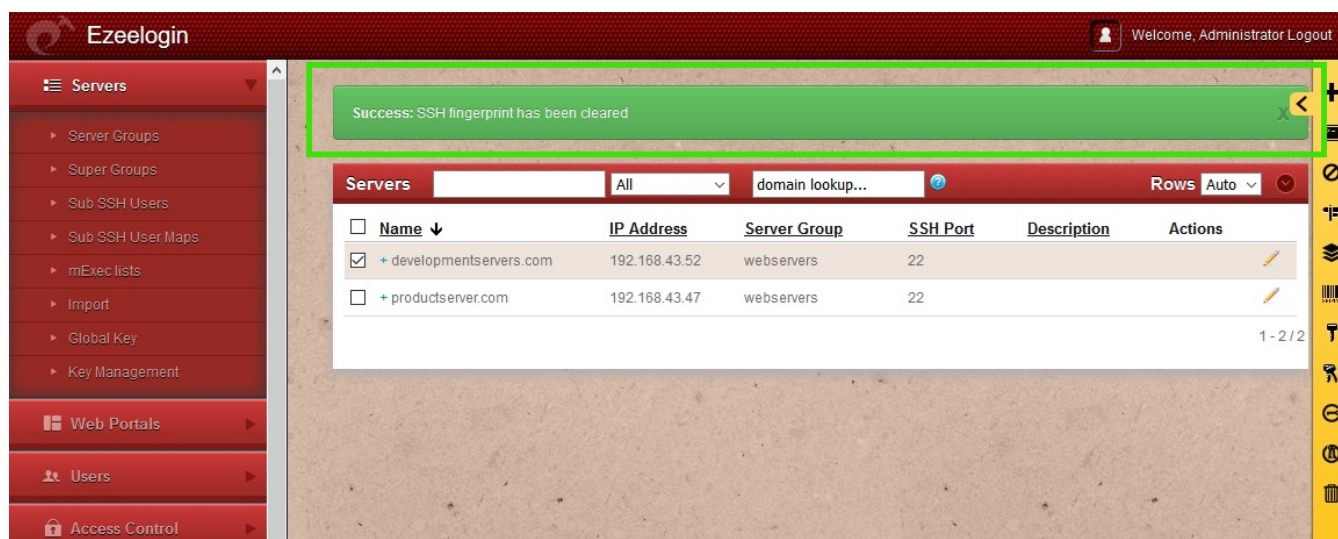 Ezeelogin
Welcome, Administrator Logout
Servers
Server Groups
Super Groups
Sub SSH Users
Sub SSH User Maps
mExec lists
Import
Global Key
Key Management
Web Portals
Users
Access Control
Success: SSH fingerprint has been cleared
x
Servers All domain lookup... ? Rows Auto
Name IP Address Server Group SSH Port Description Actions
+ developmentservers.com 192.168.43.52 webservers 22
+ productserver.com 192.168.43.47 webservers 22
1 - 2 / 2